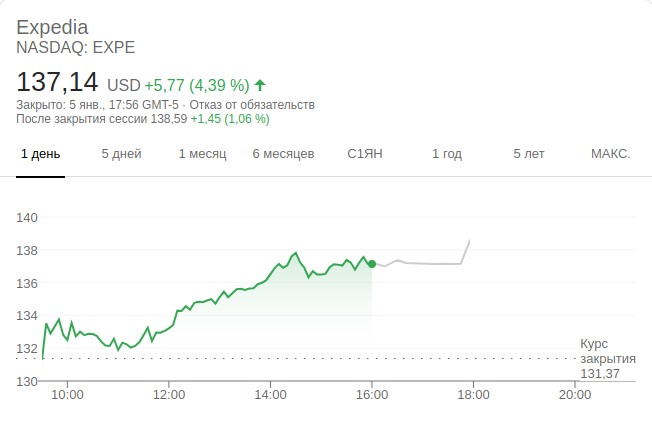 Expedia
NASDAQ: EXPE
137,14 USD +5,77 (4,39 %)
Закрыто: 5 янв., 17:56 GMT-5 · Отказ от обязательств
После закрытия сессии 138,59 +1,45 (1,06 %)
1 день 5 дней 1 месяц 6 месяцев С1ЯН 1 год 5 лет МАКС.
140
138
136
134
132
130
Курс
закрытия
131,37
10:00 12:00 14:00 16:00 18:00 20:00